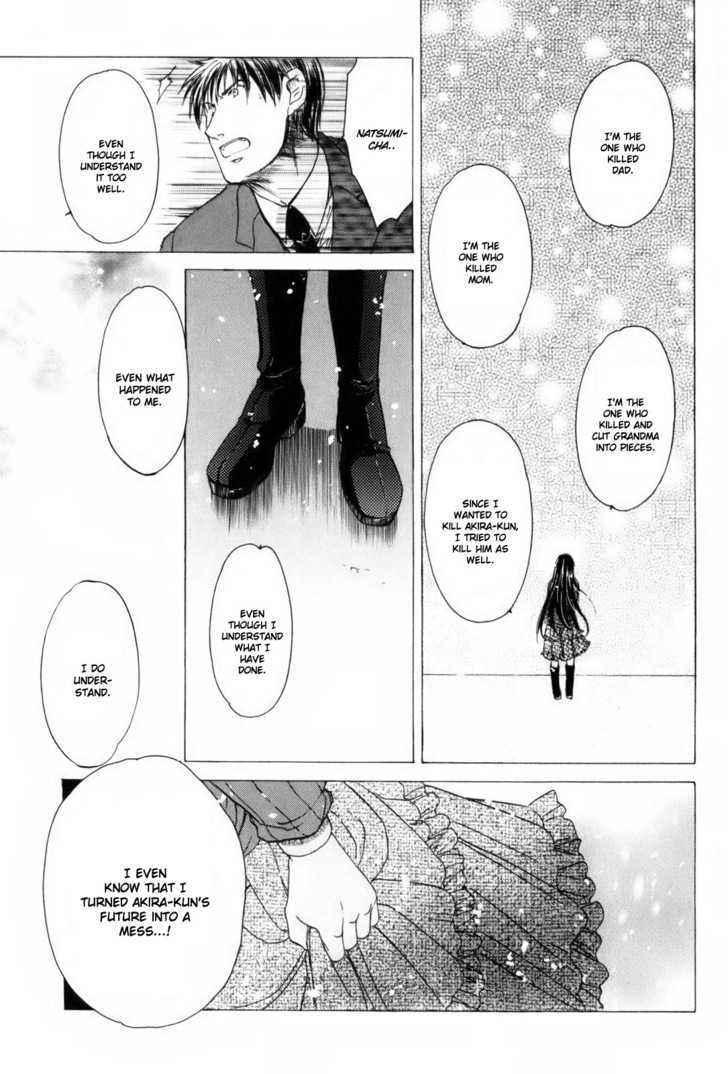 I'M THE
ONE WHO
KILLED
DAD.
I'M THE
ONE WHO
KILLED
MOM.
I'M THE
ONE WHO
KILLED AND
CUT GRANDMA
INTO PIECES.
SINCE I
WANTED TO
KILL AKIRA-KUN,
I TRIED TO
KILL HIM AS
WELL.
NATSUMI-
CHA..
EVEN
THOUGH I
UNDERSTAND
IT TOO
WELL.
EVEN WHAT
HAPPENED
TO ME.
EVEN
THOUGH I
UNDERSTAND
WHAT I
HAVE
DONE.
I DO
UNDER-
STAND.
I EVEN
KNOW THAT I
TURNED AKIRA-KUN'S
FUTURE INTO A
MESS...!